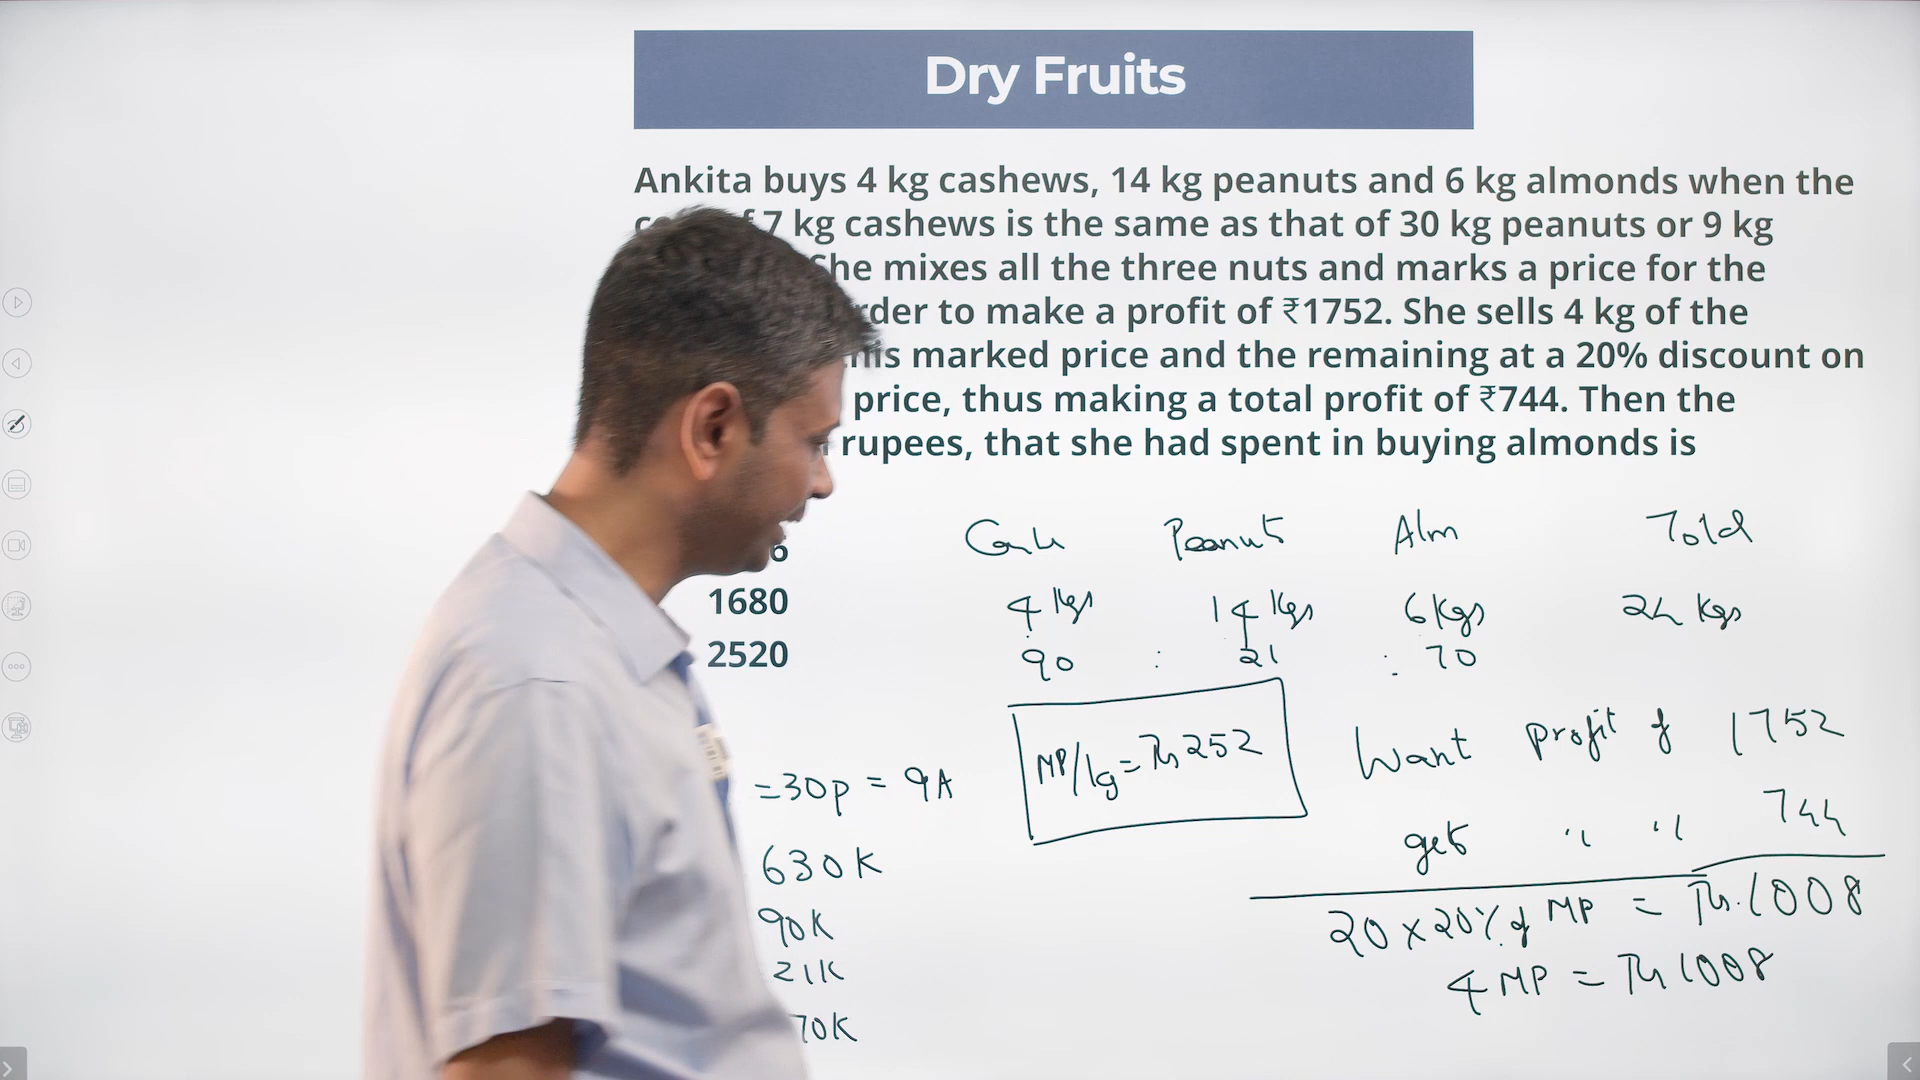 Dry Fruits
Ankita buys 4 kg cashews, 14 kg peanuts and 6 kg almonds when the
7 kg cashews is the same as that of 30 kg peanuts or 9 kg
She mixes all the three nuts and marks a price for the
to make a profit of ₹1752. She sells 4 kg of the
marked price and the remaining at a 20% discount on
price, thus making a total profit of ₹744. Then the
rupees, that she had spent in buying almonds is
6
1680
2520
Peanuts Alm Total
4 kgs 14 kgs 6 kgs 24 kgs
90 : 21 : 70
MP/kg = Rs 252
Want profit of 1752
get " " 744
20 x 20% of MP = Rs. 1008
4 MP = Rs 1008
= 30p = 9A
630K
90K
21K
70K